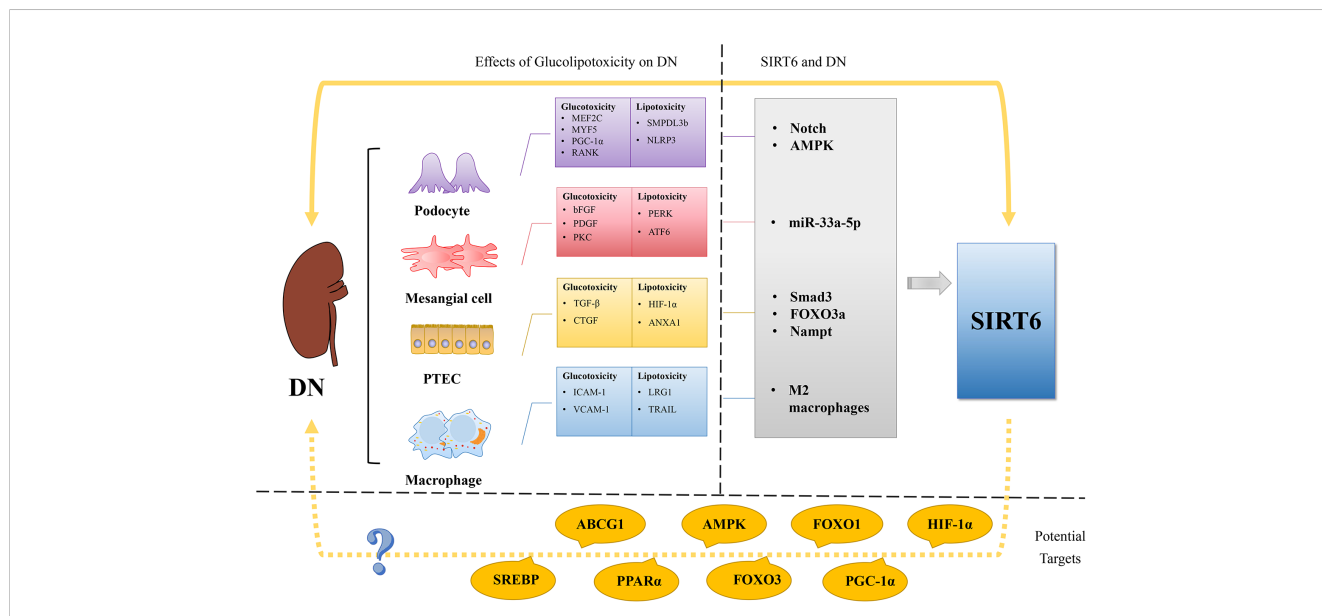 Effects of Glucolipotoxicity on DN
SIRT6 and DN
DN
Podocyte
Mesangial cell
PTEC
Macrophage
Glucotoxicity
• MEF2C
• MYF5
• PGC-1α
• RANK
Lipotoxicity
• SMPDL3b
• NLRP3
Glucotoxicity
• bFGF
• PDGF
• PKC
Lipotoxicity
• PERK
• ATF6
Glucotoxicity
• TGF-β
• CTGF
Lipotoxicity
• HIF-1α
• ANXA1
Glucotoxicity
• ICAM-1
• VCAM-1
Lipotoxicity
• LRG1
• TRAIL
• Notch
• AMPK
• miR-33a-5p
• Smad3
• FOXO3a
• Nampt
• M2
macrophages
SIRT6
?
ABCG1
AMPK
FOXO1
HIF-1α
SREBP
PPARα
FOXO3
PGC-1α
Potential
Targets